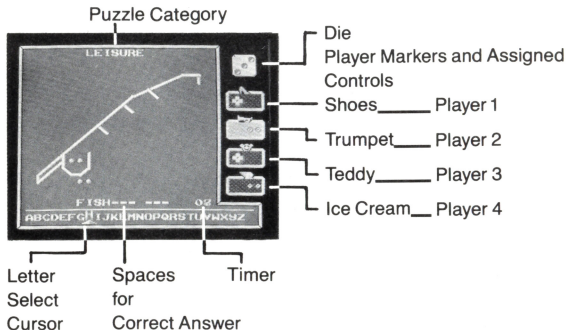 Puzzle Category
LEISURE
Die
Player Markers and Assigned
Controls
Shoes Player 1
Trumpet Player 2
Teddy Player 3
Ice Cream Player 4
FISH--- --- 02
ABCDEFGHIJKLMNOPQRSTUVWXYZ
Letter
Select
Cursor
Spaces
for
Correct Answer
Timer